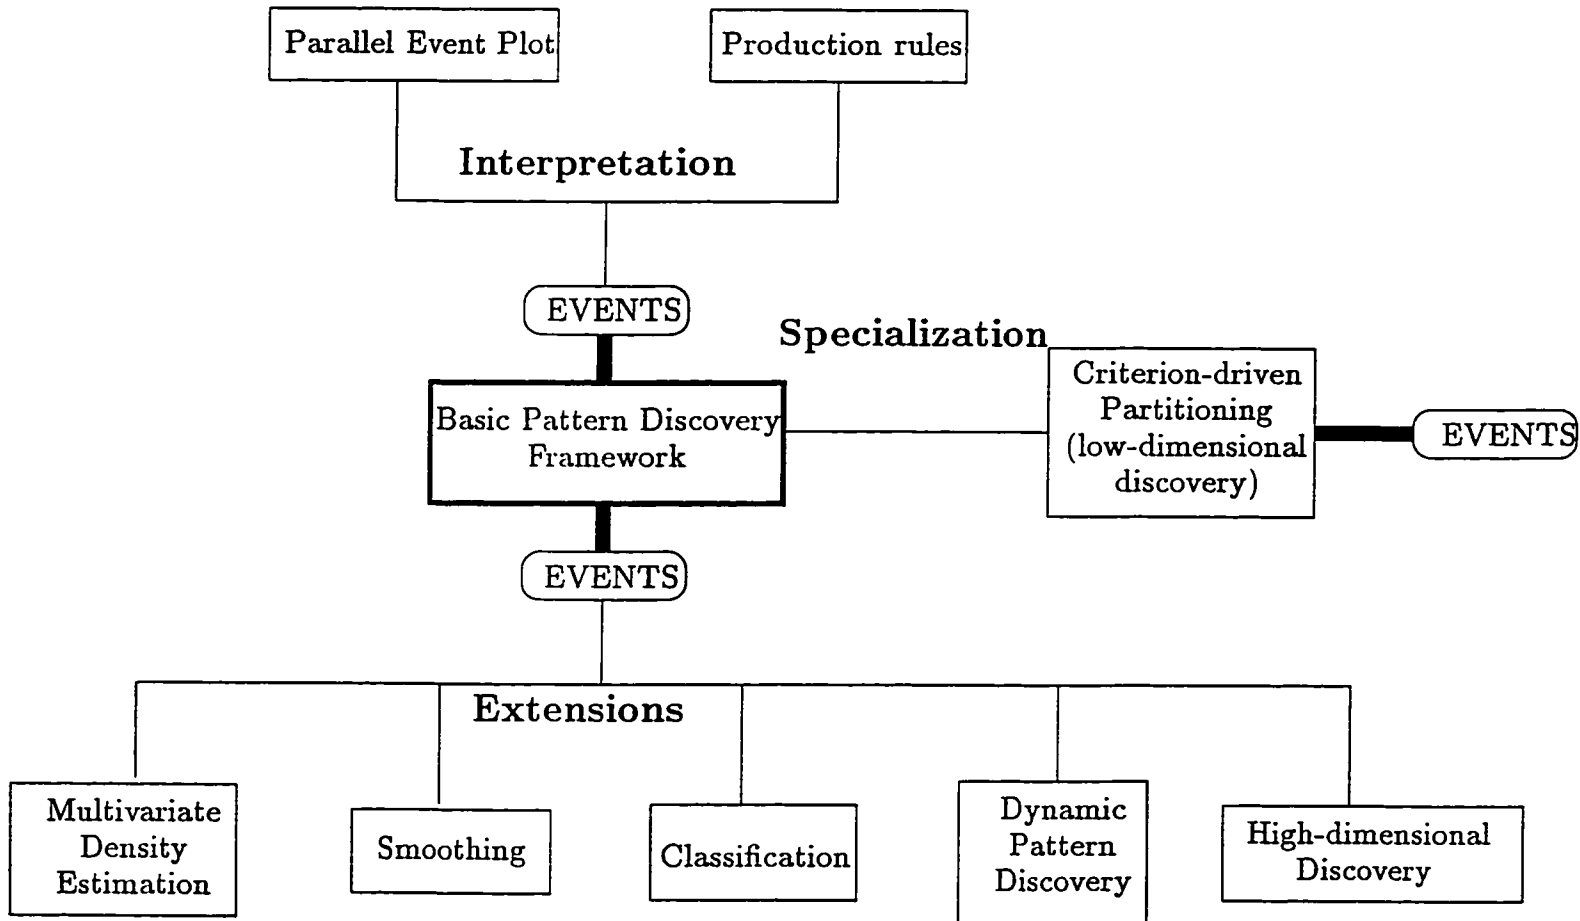 Parallel Event Plot
Production rules
Interpretation
EVENTS
Specialization
Basic Pattern Discovery
Framework
Criterion-driven
Partitioning
(low-dimensional
discovery)
EVENTS
EVENTS
Extensions
Multivariate
Density
Estimation
Smoothing
Classification
Dynamic
Pattern
Discovery
High-dimensional
Discovery